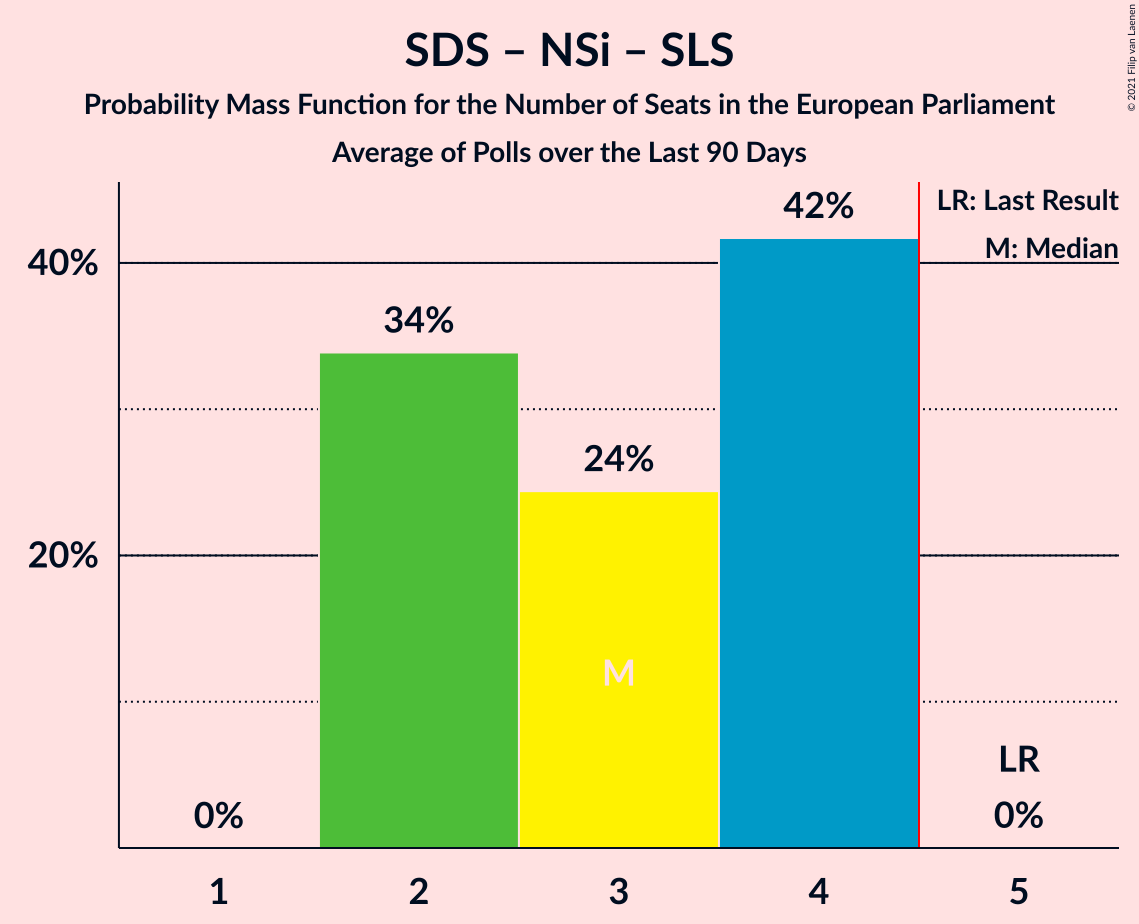 SDS – NSi – SLS
Probability Mass Function for the Number of Seats in the European Parliament
Average of Polls over the Last 90 Days
© 2021 Filip van Laenen
LR: Last Result
M: Median
40%
20%
0%
34%
24%
42%
0%
M
LR
1
2
3
4
5